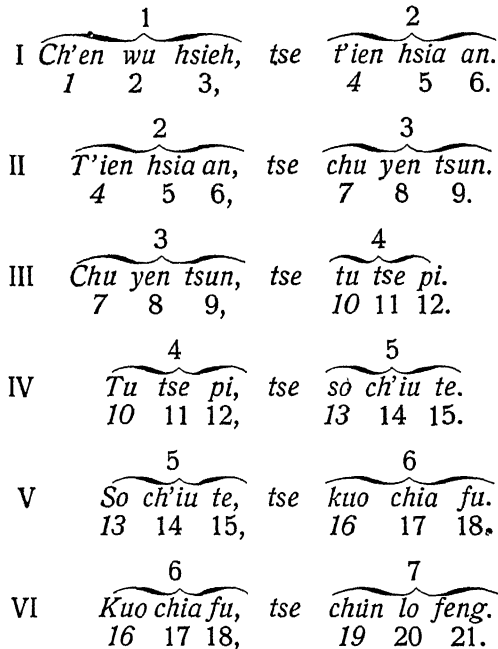 1 2
I Ch'en wu hsieh, tse t'ien hsia an.
1 2 3, 4 5 6.
2 3
II T'ien hsia an, tse chu yen tsun.
4 5 6, 7 8 9.
3 4
III Chu yen tsun, tse tu tse pi.
7 8 9, 10 11 12.
4 5
IV Tu tse pi, tse sò ch'iu te.
10 11 12, 13 14 15.
5 6
V So ch'iu te, tse kuo chia fu.
13 14 15, 16 17 18.
6 7
VI Kuo chia fu, tse chün lo feng.
16 17 18, 19 20 21.